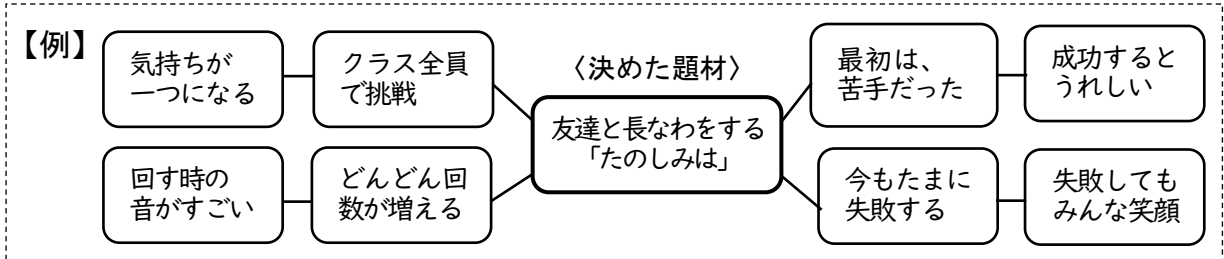 【例】
気持ちが
一つになる
クラス全員
で挑戦
〈決めた題材〉
友達と長なわをする
「たのしみは」
最初は、
苦手だった
成功すると
うれしい
回す時の
音がすごい
どんどん回
数が増える
今もたまに
失敗する
失敗しても
みんな笑顔